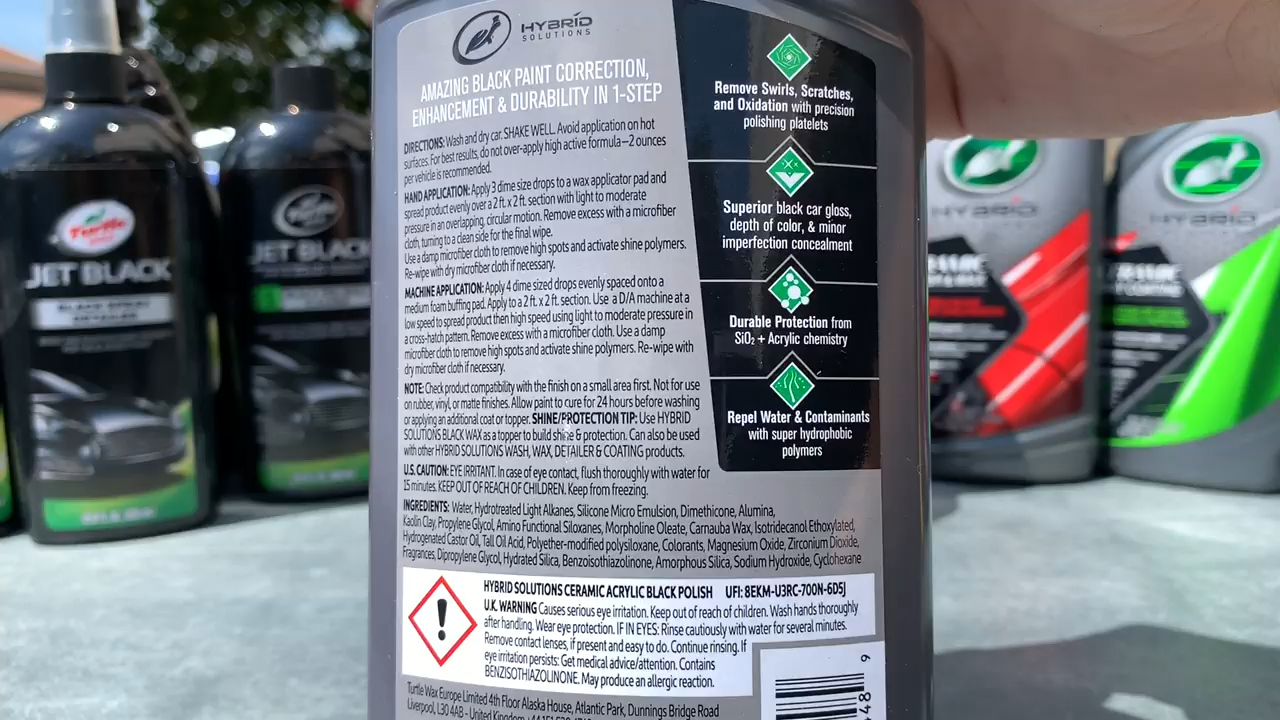 HYBRID
SOLUTIONS
AMAZING BLACK PAINT CORRECTION,
ENHANCEMENT & DURABILITY IN 1-STEP
DIRECTIONS: Wash and dry car. SHAKE WELL. Avoid application on hot
surfaces. For best results, do not over-apply high active formula—2 ounces
per vehicle is recommended.
HAND APPLICATION: Apply 3 dime size drops to a wax applicator pad and
spread product evenly over a 2 ft. x 2 ft. section with light to moderate
pressure in an overlapping, circular motion. Remove excess with a microfiber
cloth, turning to a clean side for the final wipe.
Use a damp microfiber cloth to remove high spots and activate shine polymers.
Re-wipe with dry microfiber cloth if necessary.
MACHINE APPLICATION: Apply 4 dime sized drops evenly spaced onto a
medium foam buffing pad. Apply to a 2 ft. x 2 ft. section. Use a D/A machine at a
low speed to spread product then high speed using light to moderate pressure in
a cross-hatch pattern. Remove excess with a microfiber cloth. Use a damp
microfiber cloth to remove high spots and activate shine polymers. Re-wipe with
dry microfiber cloth if necessary.
NOTE: Check product compatibility with the finish on a small area first. Not for use
on rubber, vinyl, or matte finishes. Allow paint to cure for 24 hours before washing
or applying an additional coat or topper. SHINE/PROTECTION TIP: Use HYBRID
SOLUTIONS BLACK WAX as a topper to build shine & protection. Can also be used
with other HYBRID SOLUTIONS WASH, WAX, DETAILER & COATING products.
U.S. CAUTION: EYE IRRITANT. In case of eye contact, flush thoroughly with water for
15 minutes. KEEP OUT OF REACH OF CHILDREN. Keep from freezing.
INGREDIENTS: Water, Hydrotreated Light Alkanes, Silicone Micro Emulsion, Dimethicone, Alumina,
Kaolin Clay, Propylene Glycol, Amino Functional Siloxanes, Morpholine Oleate, Carnauba Wax, Isotridecanol Ethoxylated,
Hydrogenated Castor Oil, Tall Oil Acid, Polyether-modified polysiloxane, Colorants, Magnesium Oxide, Zirconium Dioxide,
Fragrances, Dipropylene Glycol, Hydrated Silica, Benzoisothiazolinone, Amorphous Silica, Sodium Hydroxide, Cyclohexane
HYBRID SOLUTIONS CERAMIC ACRYLIC BLACK POLISH UFI: 8EKM-U3RC-700N-6D5J
U.K. WARNING Causes serious eye irritation. Keep out of reach of children. Wash hands thoroughly
after handling. Wear eye protection. IF IN EYES: Rinse cautiously with water for several minutes.
Remove contact lenses, if present and easy to do. Continue rinsing. If
eye irritation persists: Get medical advice/attention. Contains
BENZISOTHIAZOLINONE. May produce an allergic reaction.
Turtle Wax Europe Limited 4th Floor Alaska House, Atlantic Park, Dunnings Bridge Road
Liverpool, L30 4AB - United Kingdom
Remove Swirls, Scratches,
and Oxidation with precision
polishing platelets
Superior black car gloss,
depth of color, & minor
imperfection concealment
Durable Protection from
SiO₂ + Acrylic chemistry
Repel Water & Contaminants
with super hydrophobic
polymers
9
48
Turtle
JET BLACK
BLACK SPRAY
DETAILER
JET BLACK
HYBRID
HYBRID